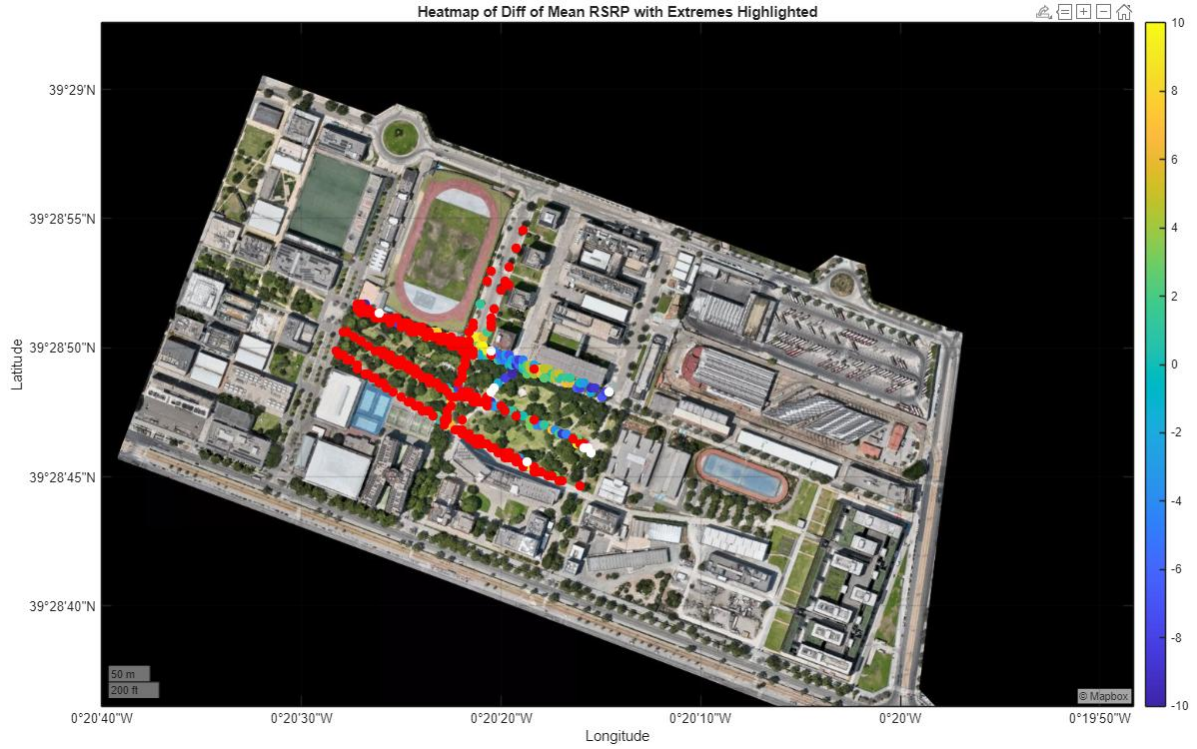 Heatmap of Diff of Mean RSRP with Extremes Highlighted
10
8
6
4
2
0
-2
-4
-6
-8
-10
39°29'N
39°28'55"N
39°28'50"N
39°28'45"N
39°28'40"N
Latitude
50 m
200 ft
© Mapbox
0°20'40"W
0°20'30"W
0°20'20"W
0°20'10"W
0°20'W
0°19'50"W
Longitude